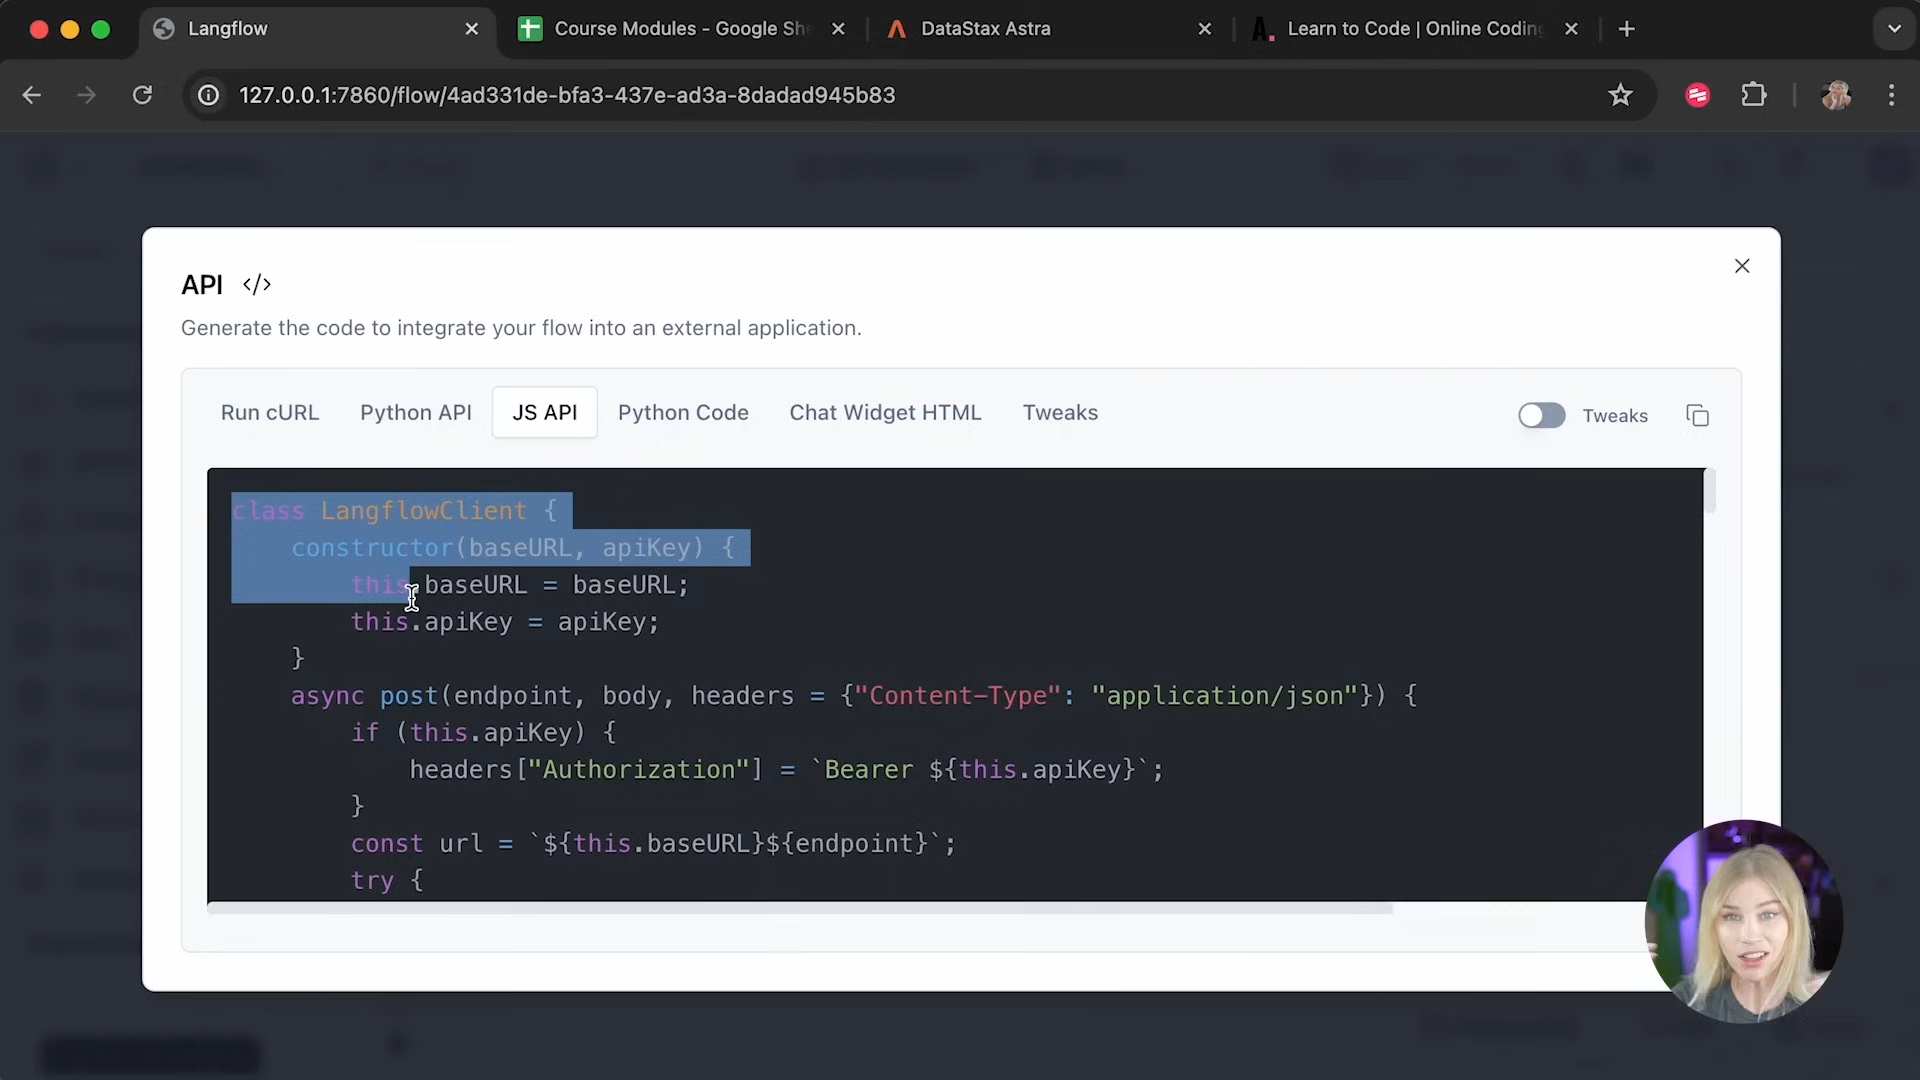 Langflow
Course Modules - Google She
DataStax Astra
Learn to Code | Online Coding
127.0.0.1:7860/flow/4ad331de-bfa3-437e-ad3a-8dadad945b83
API </>
Generate the code to integrate your flow into an external application.
Run cURL Python API JS API Python Code Chat Widget HTML Tweaks Tweaks
class LangflowClient {
constructor(baseURL, apiKey) {
this.baseURL = baseURL;
this.apiKey = apiKey;
}
async post(endpoint, body, headers = {"Content-Type": "application/json"}) {
if (this.apiKey) {
headers["Authorization"] = `Bearer ${this.apiKey}`;
}
const url = `${this.baseURL}${endpoint}`;
try {